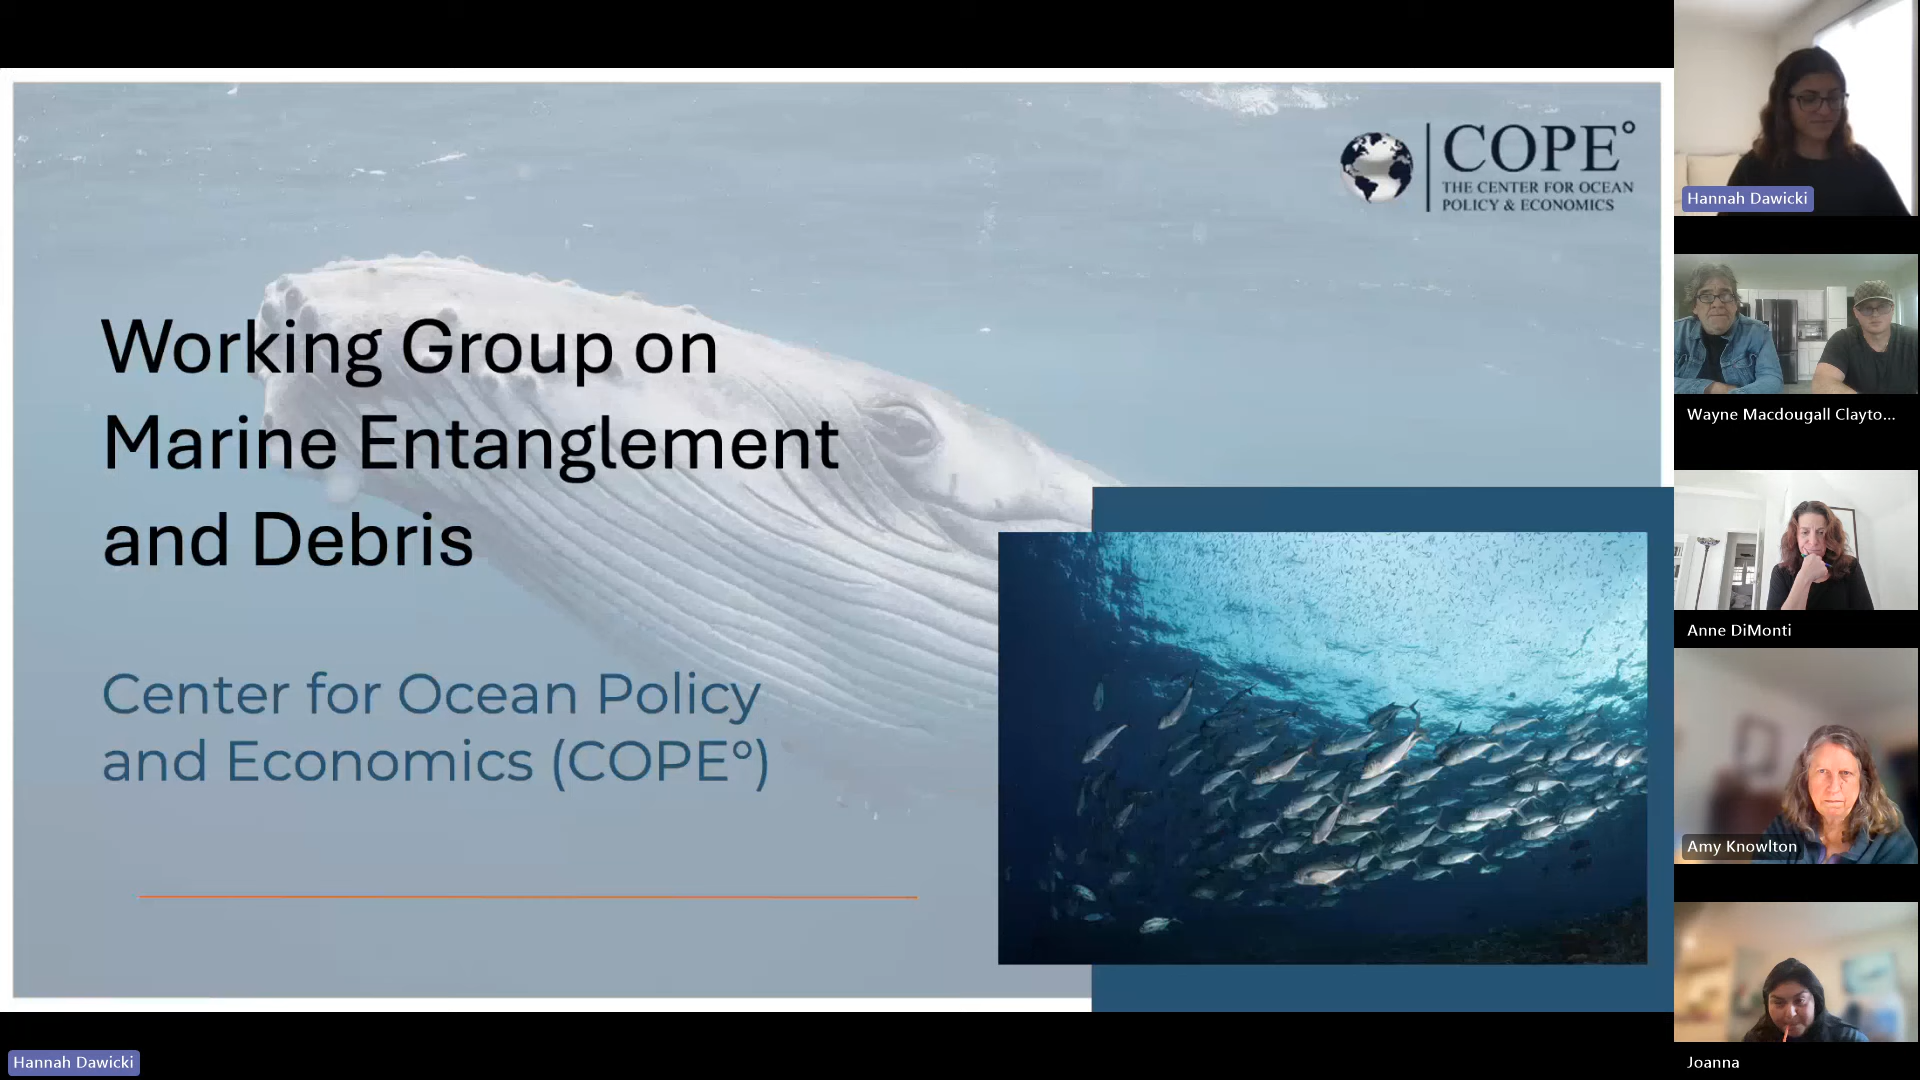 COPE°
THE CENTER FOR OCEAN
POLICY & ECONOMICS
Working Group on
Marine Entanglement
and Debris
Center for Ocean Policy
and Economics (COPE°)
Hannah Dawicki
Hannah Dawicki
Wayne Macdougall Clayto...
Anne DiMonti
Amy Knowlton
Joanna